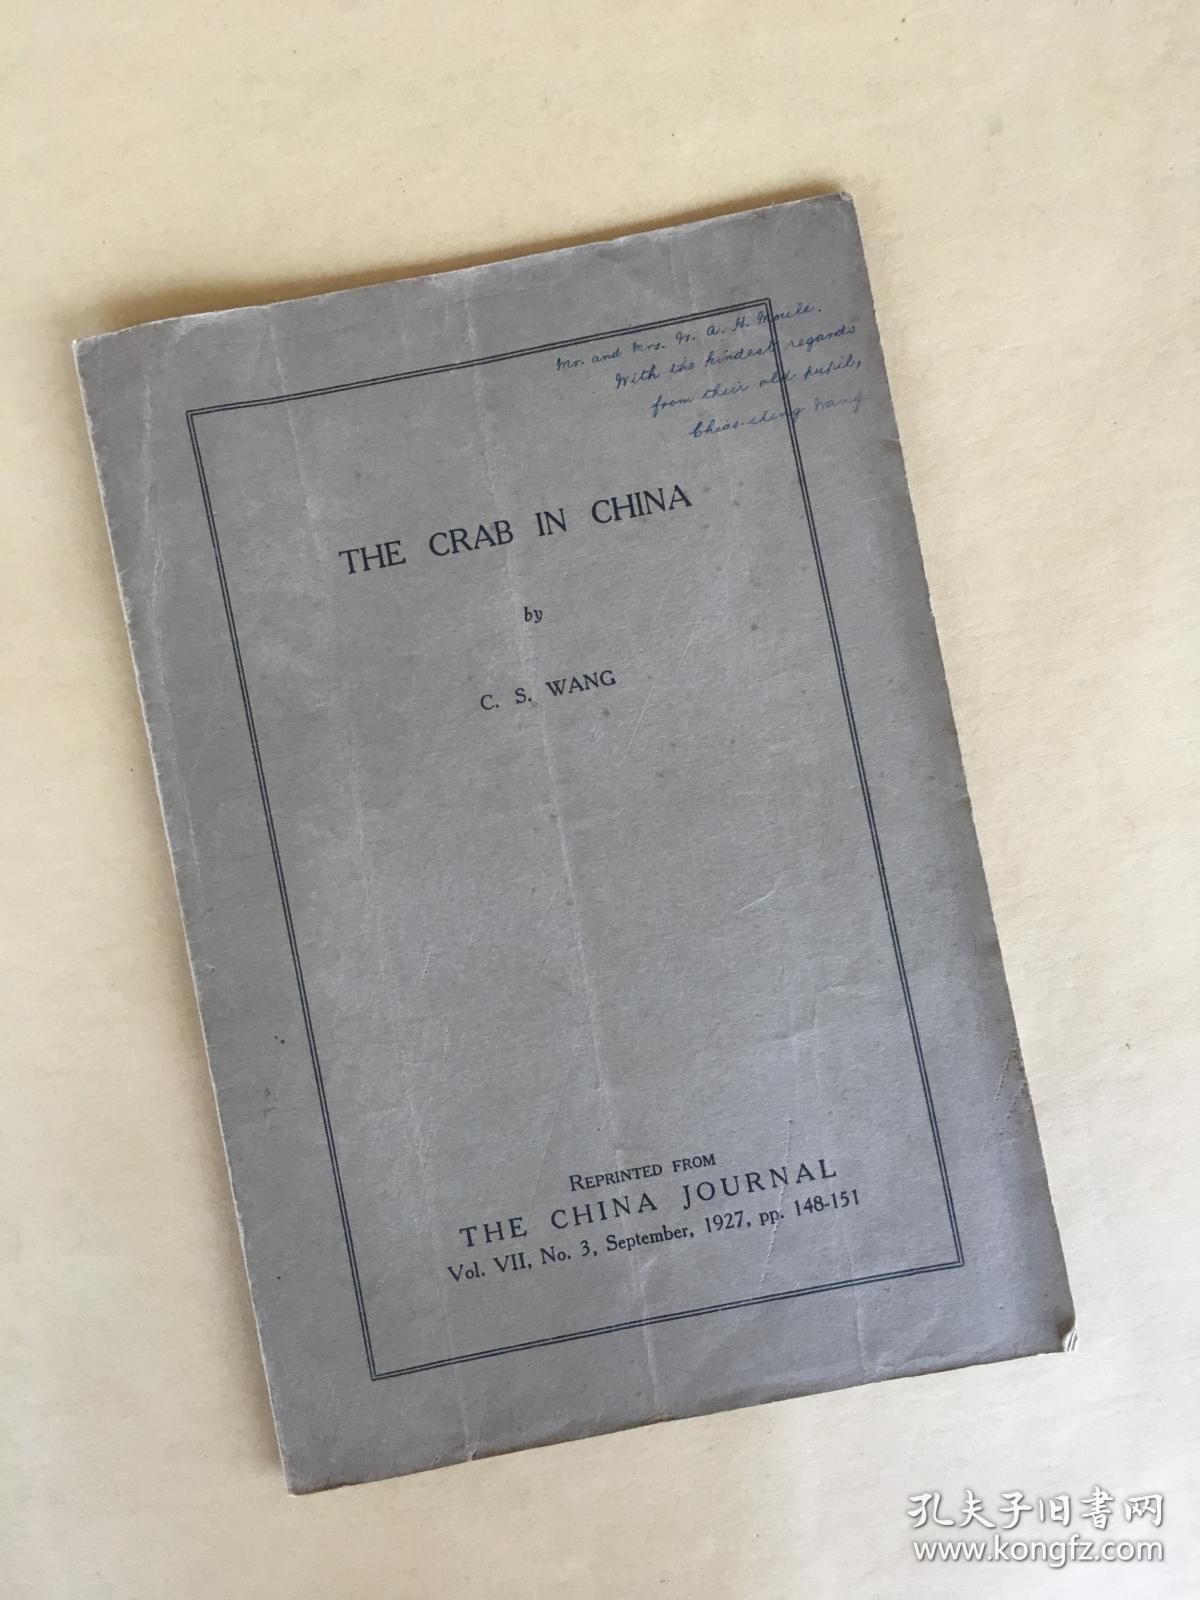 Mr. and Mrs. W. A. H. Moule.
With the kindest regards
from their old pupil,
Chiao-sheng Wang
THE CRAB IN CHINA
by
C. S. WANG
REPRINTED FROM
THE CHINA JOURNAL
Vol. VII, No. 3, September, 1927, pp. 148-151
孔夫子旧书网
www.kongfz.com